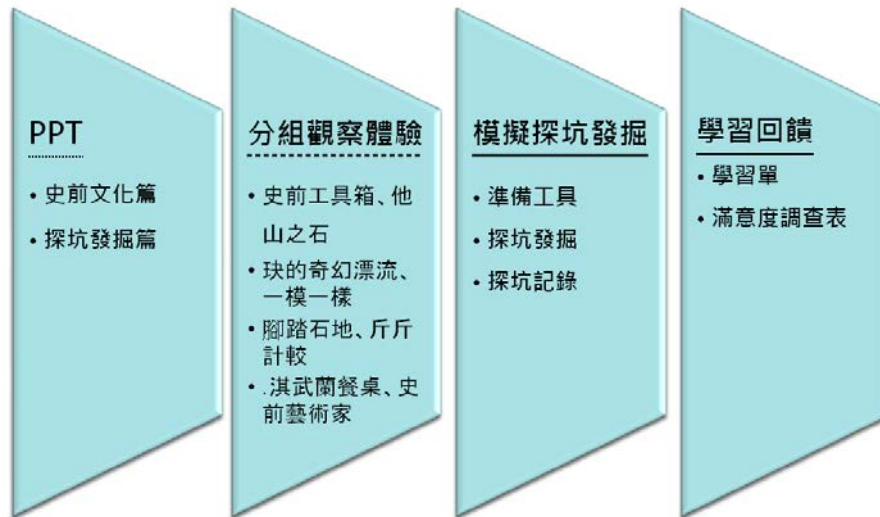 PPT
• 史前文化篇
• 探坑發掘篇
分組觀察體驗
• 史前工具箱、他
山之石
• 玦的奇幻漂流、
一模一樣
• 腳踏石地、斤斤
計較
• .淇武蘭餐桌、史
前藝術家
模擬探坑發掘
• 準備工具
• 探坑發掘
• 探坑記錄
學習回饋
• 學習單
• 滿意度調查表